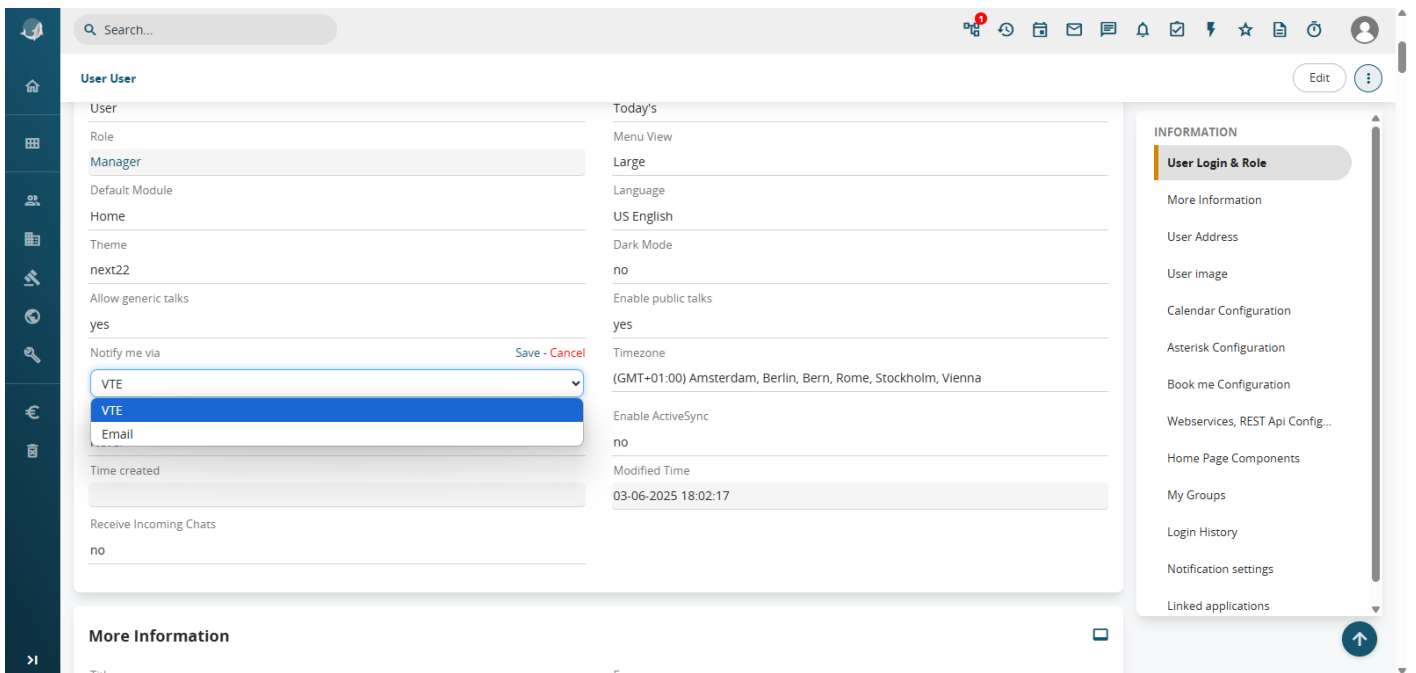 1
Search...
User User
Edit
User
Today's
Role
Menu View
Manager
Large
Default Module
Language
Home
US English
Theme
Dark Mode
next22
no
Allow generic talks
Enable public talks
yes
yes
Notify me via
Save - Cancel
Timezone
VTE
(GMT+01:00) Amsterdam, Berlin, Bern, Rome, Stockholm, Vienna
VTE
Email
Enable ActiveSync
no
Time created
Modified Time
03-06-2025 18:02:17
Receive Incoming Chats
no
More Information
INFORMATION
User Login & Role
More Information
User Address
User image
Calendar Configuration
Asterisk Configuration
Book me Configuration
Webservices, REST Api Config...
Home Page Components
My Groups
Login History
Notification settings
Linked applications